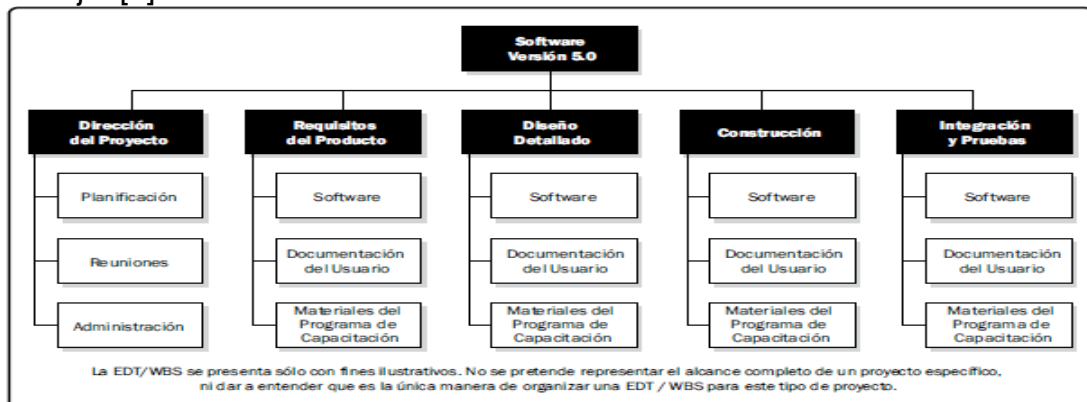 Software
Versión 5.0
Dirección
del Proyecto
Requisitos
del Producto
Diseño
Detallado
Construcción
Integración
y Pruebas
Planificación
Software
Software
Software
Software
Reuniones
Documentación
del Usuario
Documentación
del Usuario
Documentación
del Usuario
Documentación
del Usuario
Administración
Materiales del
Programa de
Capacitación
Materiales del
Programa de
Capacitación
Materiales del
Programa de
Capacitación
Materiales del
Programa de
Capacitación
La EDT/WBS se presenta sólo con fines ilustrativos. No se pretende representar el alcance completo de un proyecto específico,
ni dar a entender que es la única manera de organizar una EDT / WBS para este tipo de proyecto.